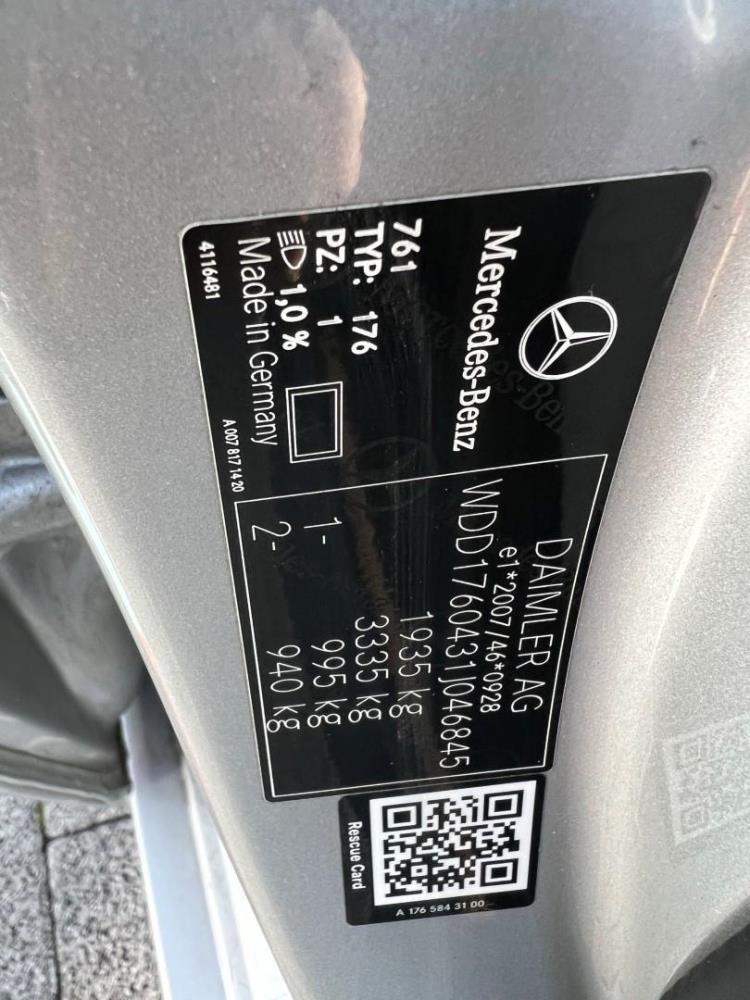 Mercedes-Benz
761
TYP: 176
PZ: 1
1,0 %
Made in Germany
4116481
A 007 817 14 20
DAIMLER AG
e1*2007/46*0928
WDD1760431J046845
1935 kg
3335 kg
1- 995 kg
2- 940 kg
Rescue Card
A 176 584 31 00